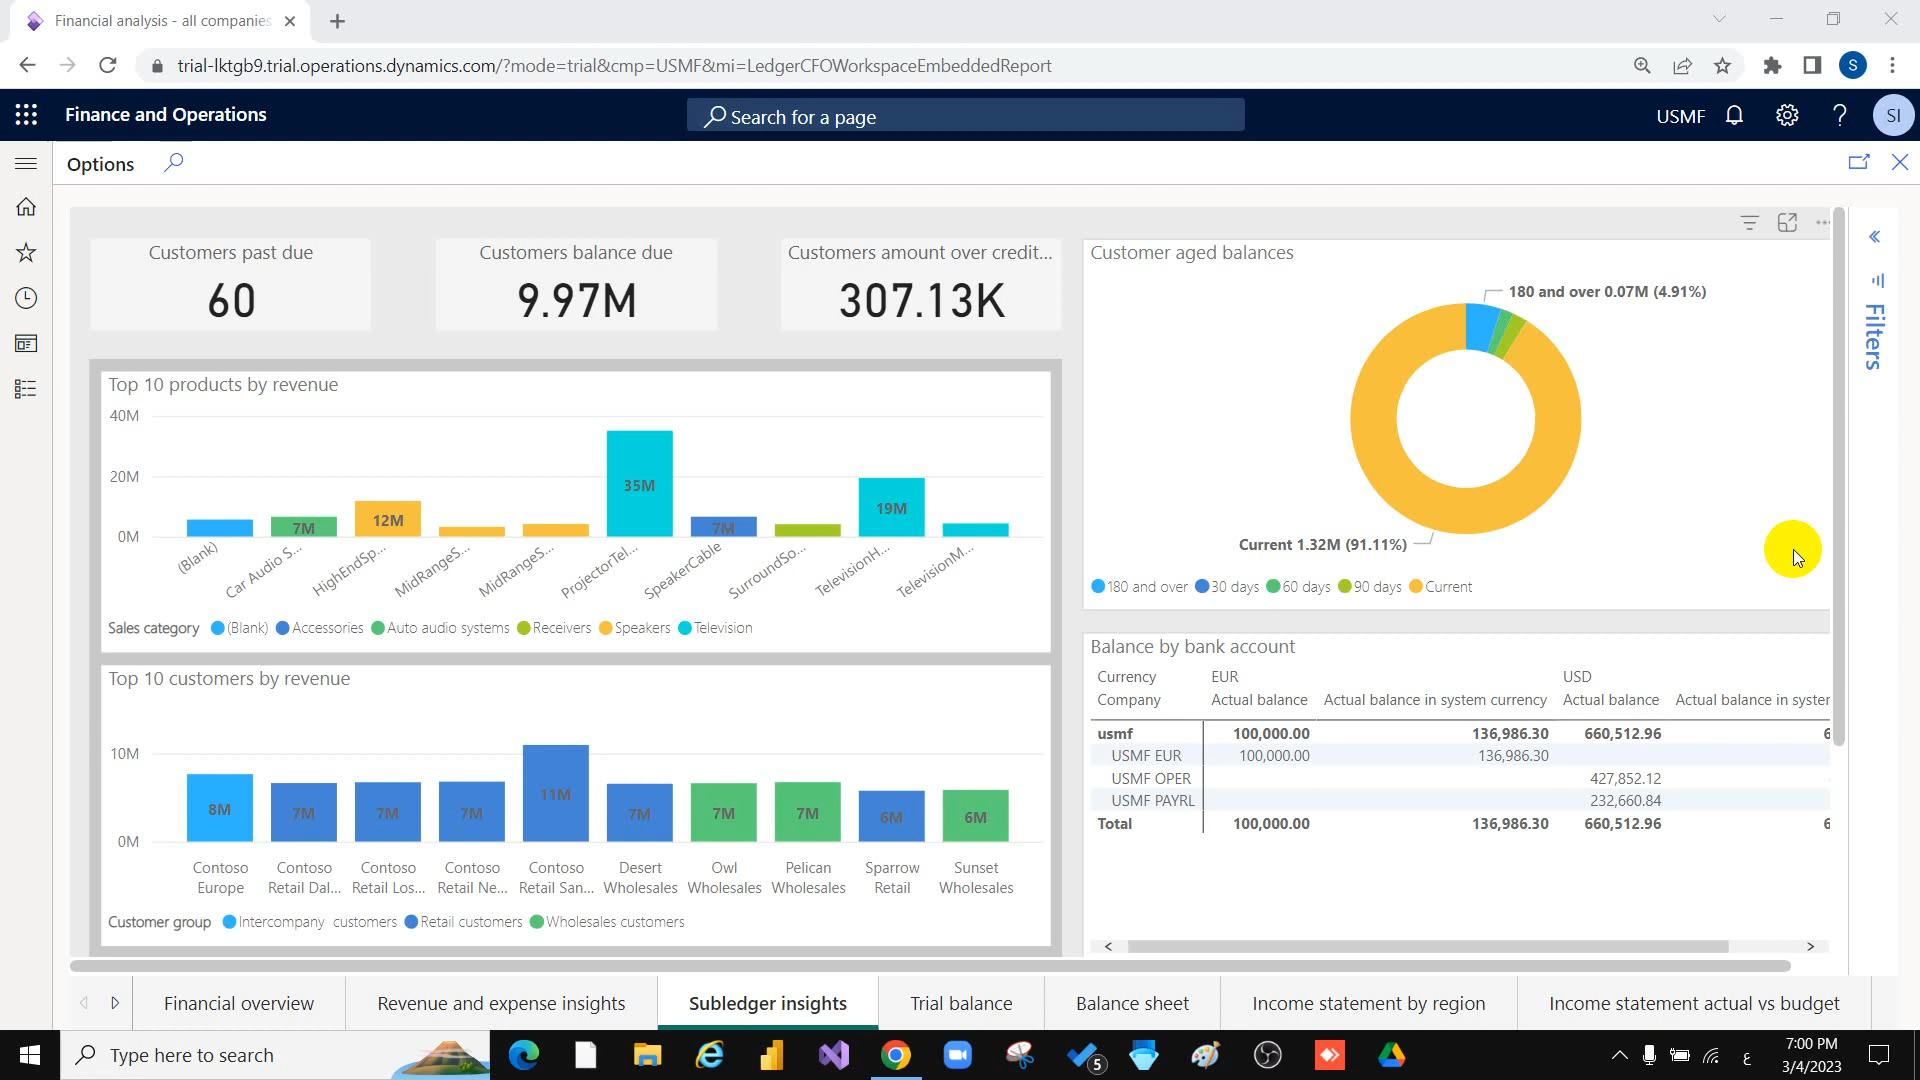 Financial analysis - all companies
trial-lktgb9.trial.operations.dynamics.com/?mode=trial&cmp=USMF&mi=LedgerCFOWorkspaceEmbeddedReport
S
Finance and Operations
Search for a page
USMF
?
SI
Options
Customers past due
60
Customers balance due
9.97M
Customers amount over credit...
307.13K
Top 10 products by revenue
40M
20M
0M
7M
12M
35M
7M
19M
(Blank)
Car Audio S...
HighEndSp...
MidRangeS...
MidRangeS...
ProjectorTel...
SpeakerCable
SurroundSo...
TelevisionH...
TelevisionM...
Sales category (Blank) Accessories Auto audio systems Receivers Speakers Television
Top 10 customers by revenue
10M
0M
8M 7M 7M 7M 11M 7M 7M 7M 6M 6M
Contoso Europe
Contoso Retail Dal...
Contoso Retail Los...
Contoso Retail Ne...
Contoso Retail San...
Desert Wholesales
Owl Wholesales
Pelican Wholesales
Sparrow Retail
Sunset Wholesales
Customer group Intercompany customers Retail customers Wholesales customers
Customer aged balances
180 and over 0.07M (4.91%)
Current 1.32M (91.11%)
180 and over 30 days 60 days 90 days Current
Balance by bank account
Currency EUR USD
Company Actual balance Actual balance in system currency Actual balance Actual balance in syster
usmf 100,000.00 136,986.30 660,512.96 6
USMF EUR 100,000.00 136,986.30
USMF OPER 427,852.12
USMF PAYRL 232,660.84
Total 100,000.00 136,986.30 660,512.96 6
Filters
Financial overview
Revenue and expense insights
Subledger insights
Trial balance
Balance sheet
Income statement by region
Income statement actual vs budget
Type here to search
5
ع
7:00 PM
3/4/2023